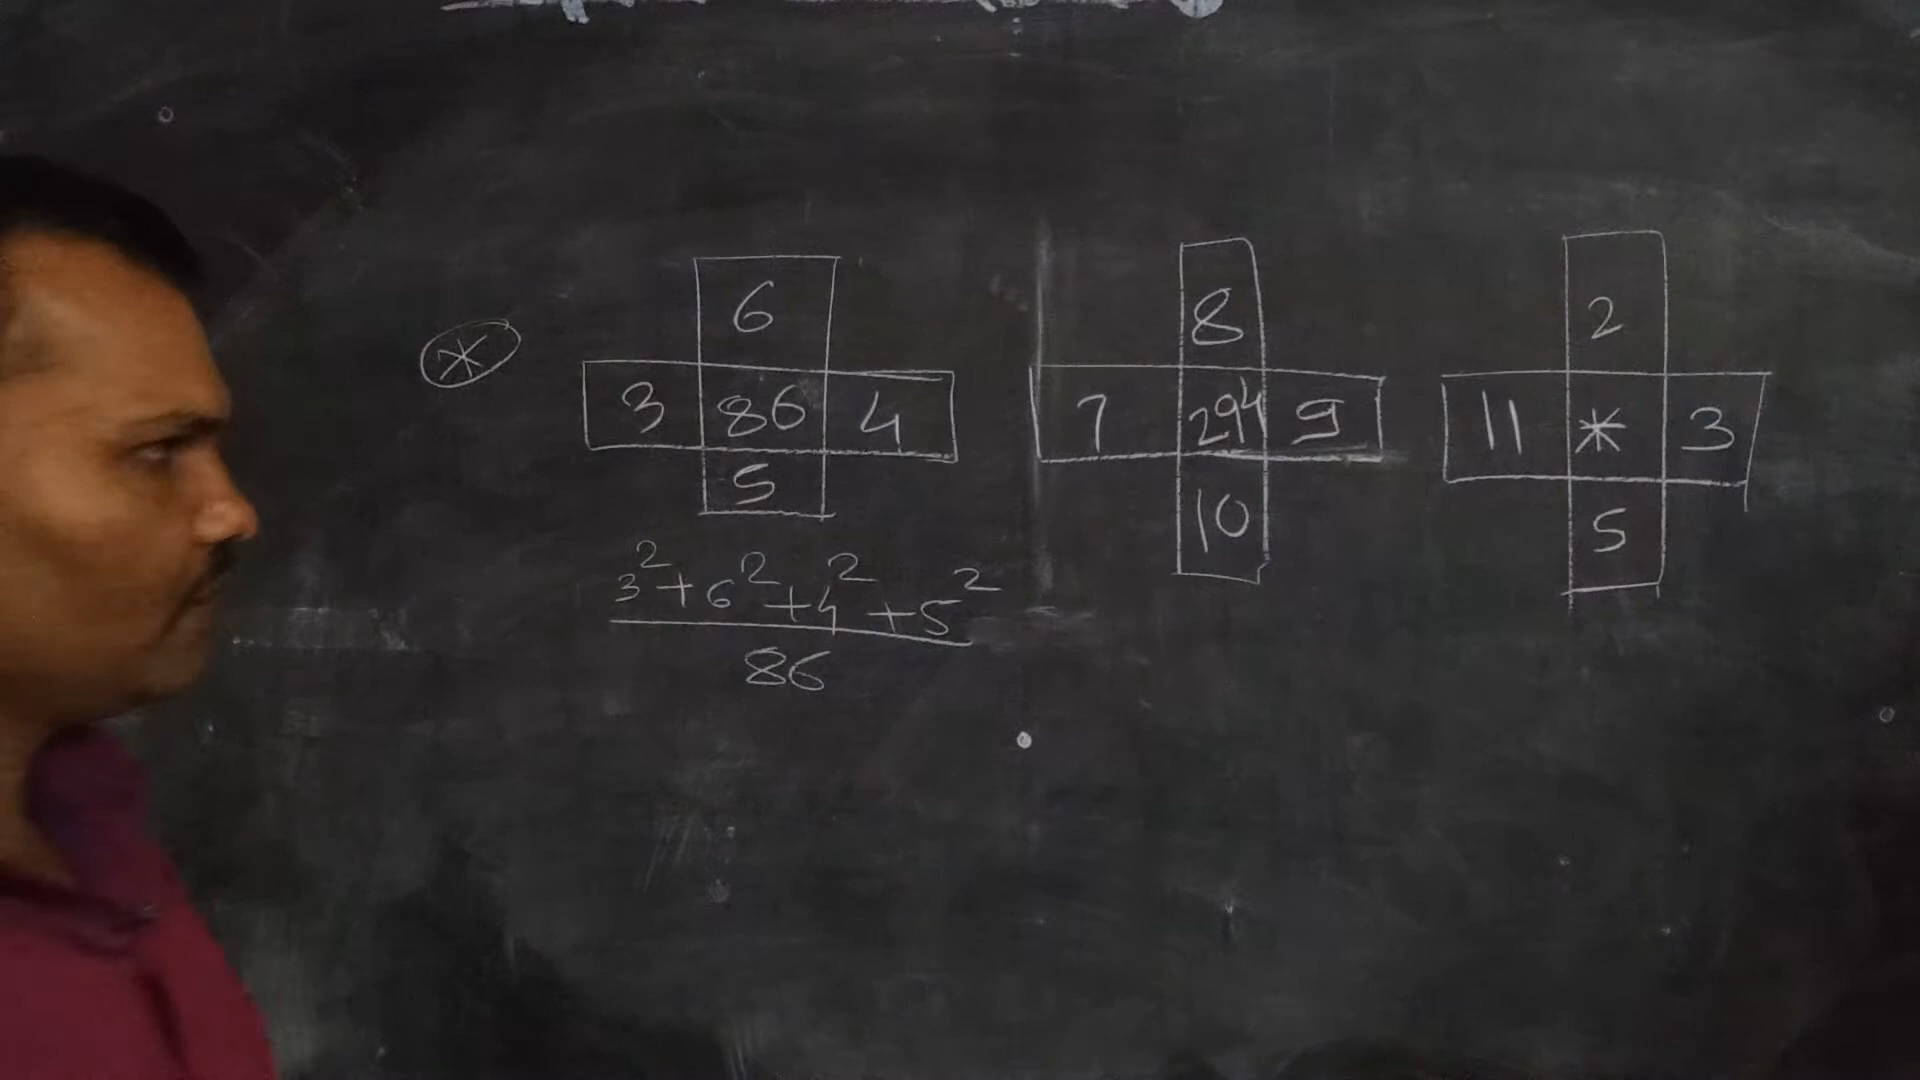 6 8 2
* 3 86 4 7 294 9 11 * 3
5 10 5
3² + 6² + 4² + 5²
86